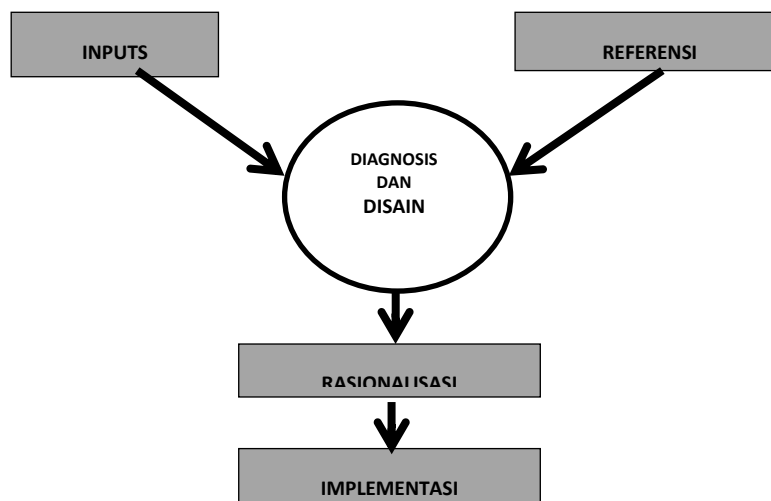 INPUTS
REFERENSI
DIAGNOSIS
DAN
DISAIN
RASIONALISASI
IMPLEMENTASI